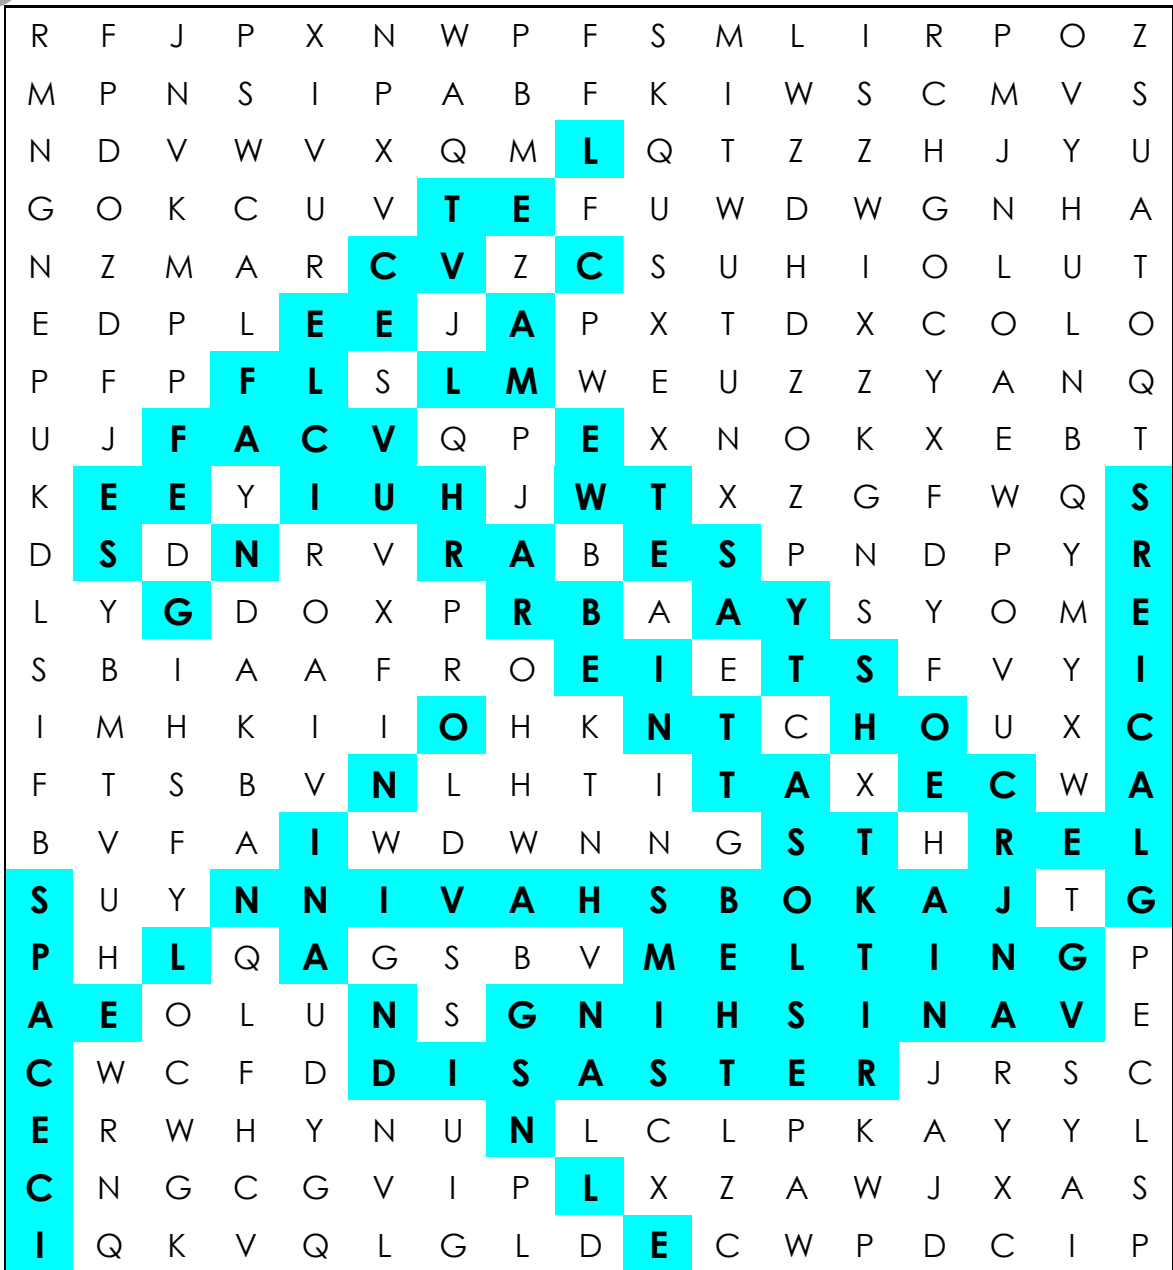 R F J P X N W P F S M L I R P O Z
M P N S I P A B F K I W S C M V S
N D V W V X Q M L Q T Z Z H J Y U
G O K C U V T E F U W D W G N H A
N Z M A R C V Z C S U H I O L U T
E D P L E E J A P X T D X C O L O
P F P F L S L M W E U Z Z Y A N Q
U J F A C V Q P E X N O K X E B T
K E E Y I U H J W T X Z G F W Q S
D S D N R V R A B E S P N D P Y R
L Y G D O X P R B A A Y S Y O M E
S B I A A F R O E I E T S F V Y I
I M H K I I O H K N T C H O U X C
F T S B V N L H T I T A X E C W A
B V F A I W D W N N G S T H R E L
S U Y N N I V A H S B O K A J T G
P H L Q A G S B V M E L T I N G P
A E O L U N S G N I H S I N A V E
C W C F D D I S A S T E R J R S C
E R W H Y N U N L C L P K A Y Y L
C N G C G V I P L X Z A W J X A S
I Q K V Q L G L D E C W P D C I P